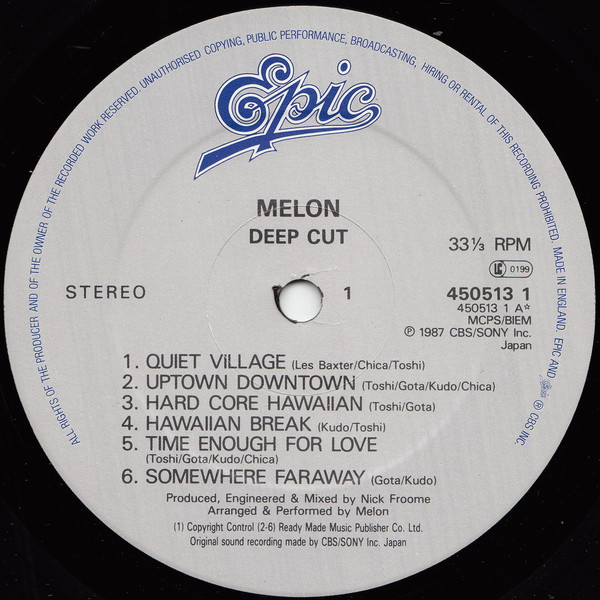 ALL RIGHTS OF THE PRODUCER AND OF THE OWNER OF THE RECORDED WORK RESERVED. UNAUTHORISED COPYING, PUBLIC PERFORMANCE, BROADCASTING, HIRING OR RENTAL OF THIS RECORDING PROHIBITED. MADE IN ENGLAND. EPIC AND Epic ® CBS INC.
Epic
MELON
DEEP CUT
33⅓ RPM
LC 0199
STEREO
1
450513 1
450513 1 A☆
MCPS/BIEM
℗ 1987 CBS/SONY Inc.
Japan
1. QUIET ViLLAGE (Les Baxter/Chica/Toshi)
2. UPTOWN DOWNTOWN (Toshi/Gota/Kudo/Chica)
3. HARD CORE HAWAIIAN (Toshi/Gota)
4. HAWAIIAN BREAK (Kudo/Toshi)
5. TIME ENOUGH FOR LOVE
(Toshi/Gota/Kudo/Chica)
6. SOMEWHERE FARAWAY (Gota/Kudo)
Produced, Engineered & Mixed by Nick Froome
Arranged & Performed by Melon
(1) Copyright Control (2-6) Ready Made Music Publisher Co. Ltd.
Original sound recording made by CBS/SONY Inc. Japan